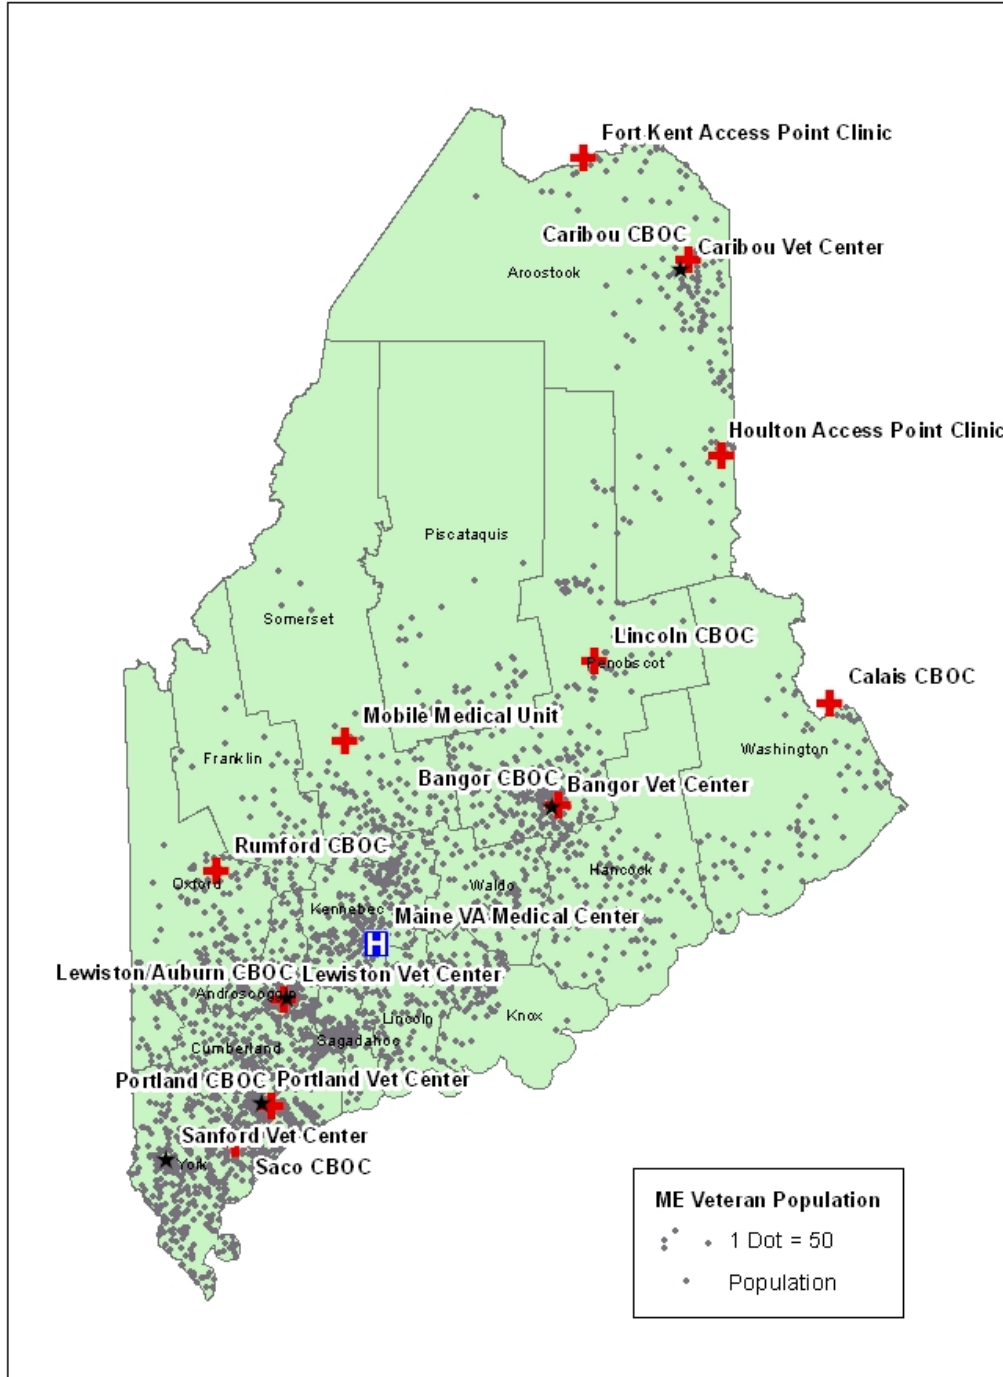 Fort Kent Access Point Clinic
Caribou CBOC
Caribou Vet Center
Aroostook
Houlton Access Point Clinic
Piscataquis
Somerset
Lincoln CBOC
Penobscot
Calais CBOC
Mobile Medical Unit
Washington
Franklin
Bangor CBOC
Bangor Vet Center
Rumford CBOC
Oxford
Hancock
Waldo
Kennebec
Maine VA Medical Center
H
Lewiston/Auburn CBOC
Lewiston Vet Center
Androscoggin
Lincoln
Knox
Sagadahoc
Cumberland
Portland CBOC
Portland Vet Center
Sanford Vet Center
York
Saco CBOC
ME Veteran Population
1 Dot = 50
Population